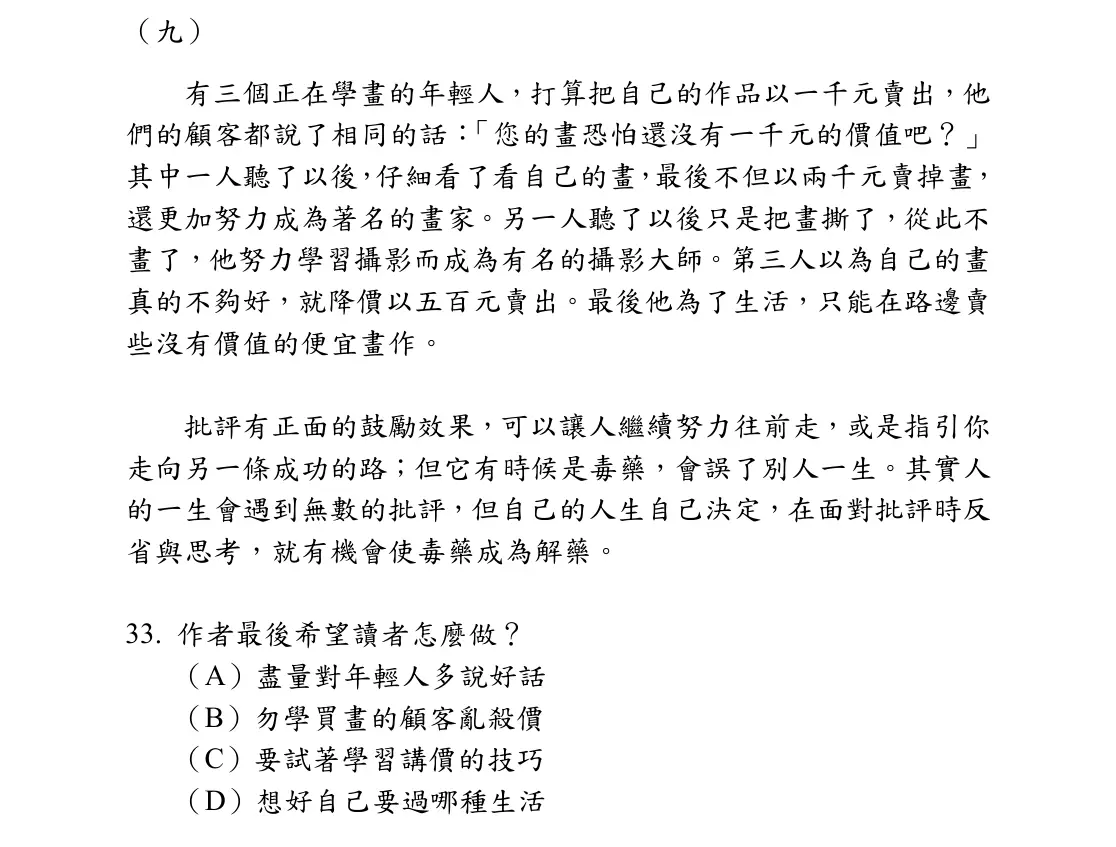 （九）
有三個正在學畫的年輕人，打算把自己的作品以一千元賣出，他
們的顧客都說了相同的話：「您的畫恐怕還沒有一千元的價值吧？」
其中一人聽了以後，仔細看了看自己的畫，最後不但以兩千元賣掉畫，
還更加努力成為著名的畫家。另一人聽了以後只是把畫撕了，從此不
畫了，他努力學習攝影而成為有名的攝影大師。第三人以為自己的畫
真的不夠好，就降價以五百元賣出。最後他為了生活，只能在路邊賣
些沒有價值的便宜畫作。
批評有正面的鼓勵效果，可以讓人繼續努力往前走，或是指引你
走向另一條成功的路；但它有時候是毒藥，會誤了別人一生。其實人
的一生會遇到無數的批評，但自己的人生自己決定，在面對批評時反
省與思考，就有機會使毒藥成為解藥。
33. 作者最後希望讀者怎麼做？
（A）盡量對年輕人多說好話
（B）勿學買畫的顧客亂殺價
（C）要試著學習講價的技巧
（D）想好自己要過哪種生活